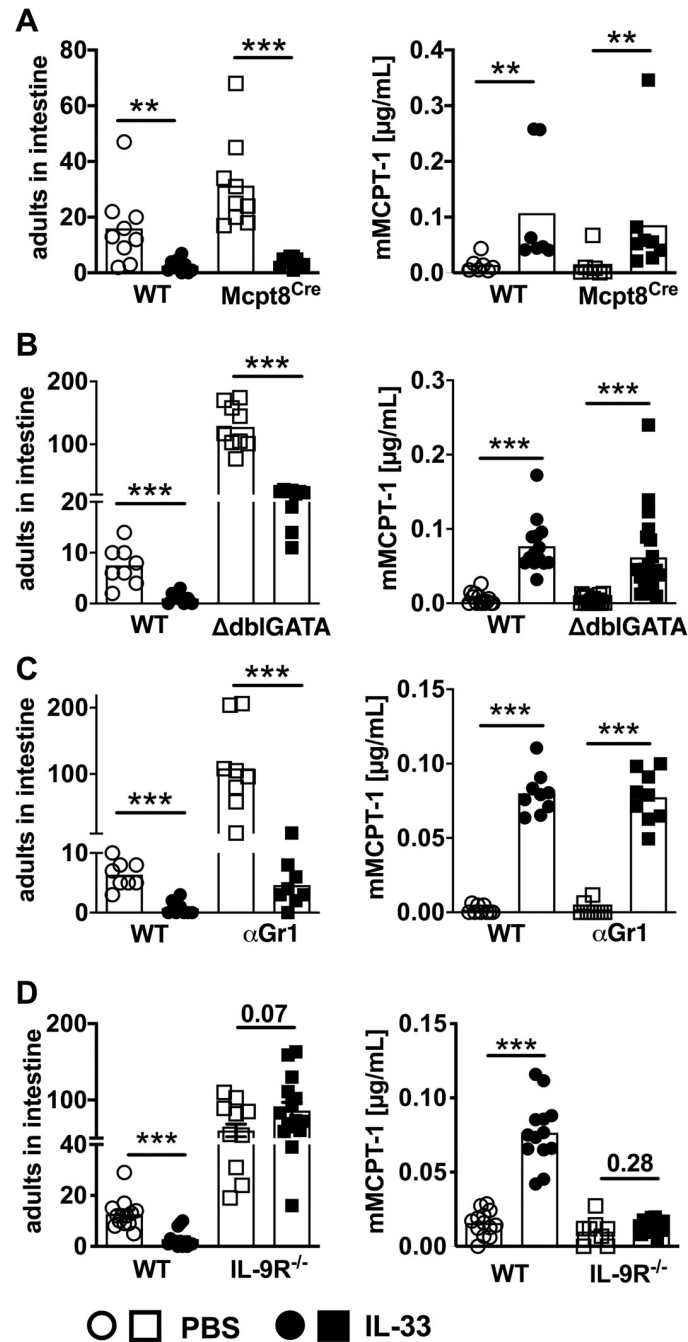 A
adults in intestine
80
60
40
20
0
**
***
WT
Mcpt8Cre
mMCPT-1 [µg/mL]
0.4
0.3
0.2
0.1
0.0
**
**
WT
Mcpt8Cre
B
adults in intestine
200
100
20
10
0
***
***
WT
ΔdblGATA
mMCPT-1 [µg/mL]
0.3
0.2
0.1
0.0
***
***
WT
ΔdblGATA
C
adults in intestine
200
100
10
0
***
***
WT
αGr1
mMCPT-1 [µg/mL]
0.15
0.10
0.05
0.00
***
***
WT
αGr1
D
adults in intestine
200
100
40
20
0
***
0.07
WT
IL-9R-/-
mMCPT-1 [µg/mL]
0.15
0.10
0.05
0.00
***
0.28
WT
IL-9R-/-
PBS
IL-33